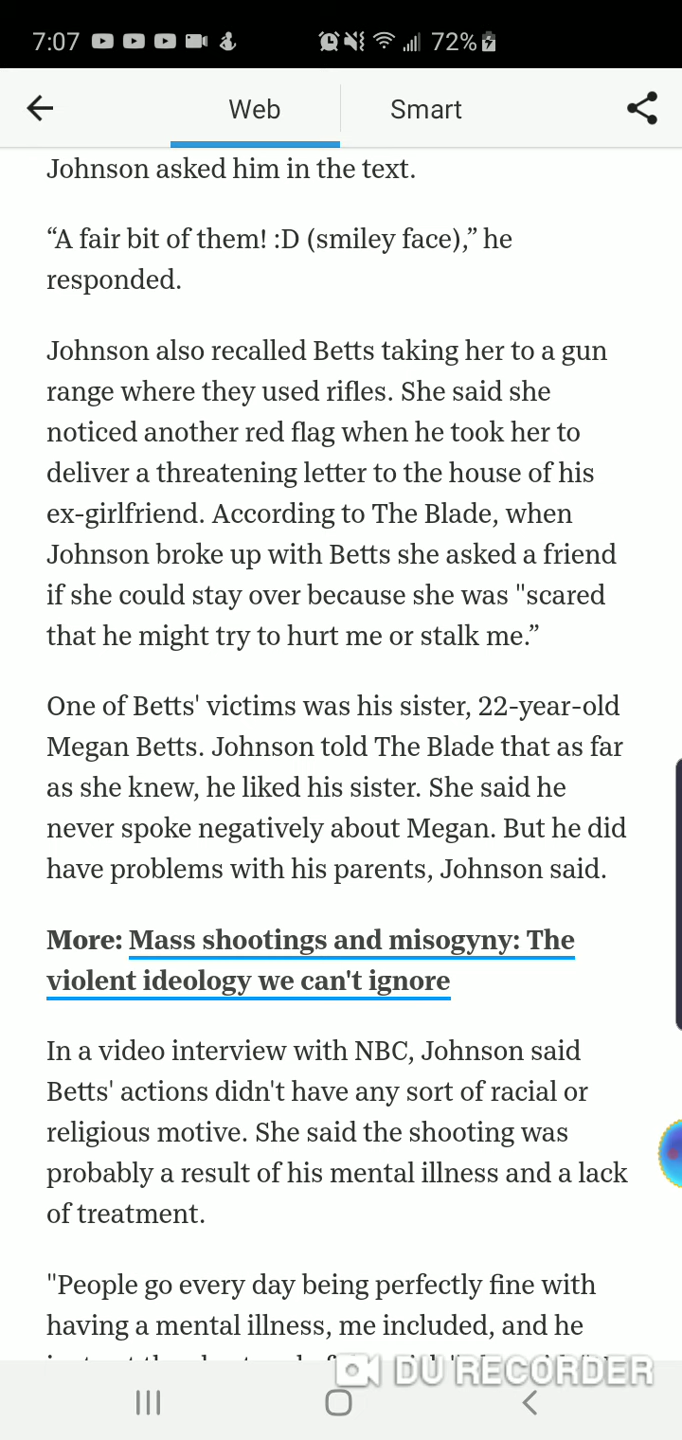 7:07 72%
Web Smart
Johnson asked him in the text.
“A fair bit of them! :D (smiley face),” he
responded.
Johnson also recalled Betts taking her to a gun
range where they used rifles. She said she
noticed another red flag when he took her to
deliver a threatening letter to the house of his
ex-girlfriend. According to The Blade, when
Johnson broke up with Betts she asked a friend
if she could stay over because she was "scared
that he might try to hurt me or stalk me.”
One of Betts' victims was his sister, 22-year-old
Megan Betts. Johnson told The Blade that as far
as she knew, he liked his sister. She said he
never spoke negatively about Megan. But he did
have problems with his parents, Johnson said.
More: Mass shootings and misogyny: The
violent ideology we can't ignore
In a video interview with NBC, Johnson said
Betts' actions didn't have any sort of racial or
religious motive. She said the shooting was
probably a result of his mental illness and a lack
of treatment.
"People go every day being perfectly fine with
having a mental illness, me included, and he
DU RECORDER